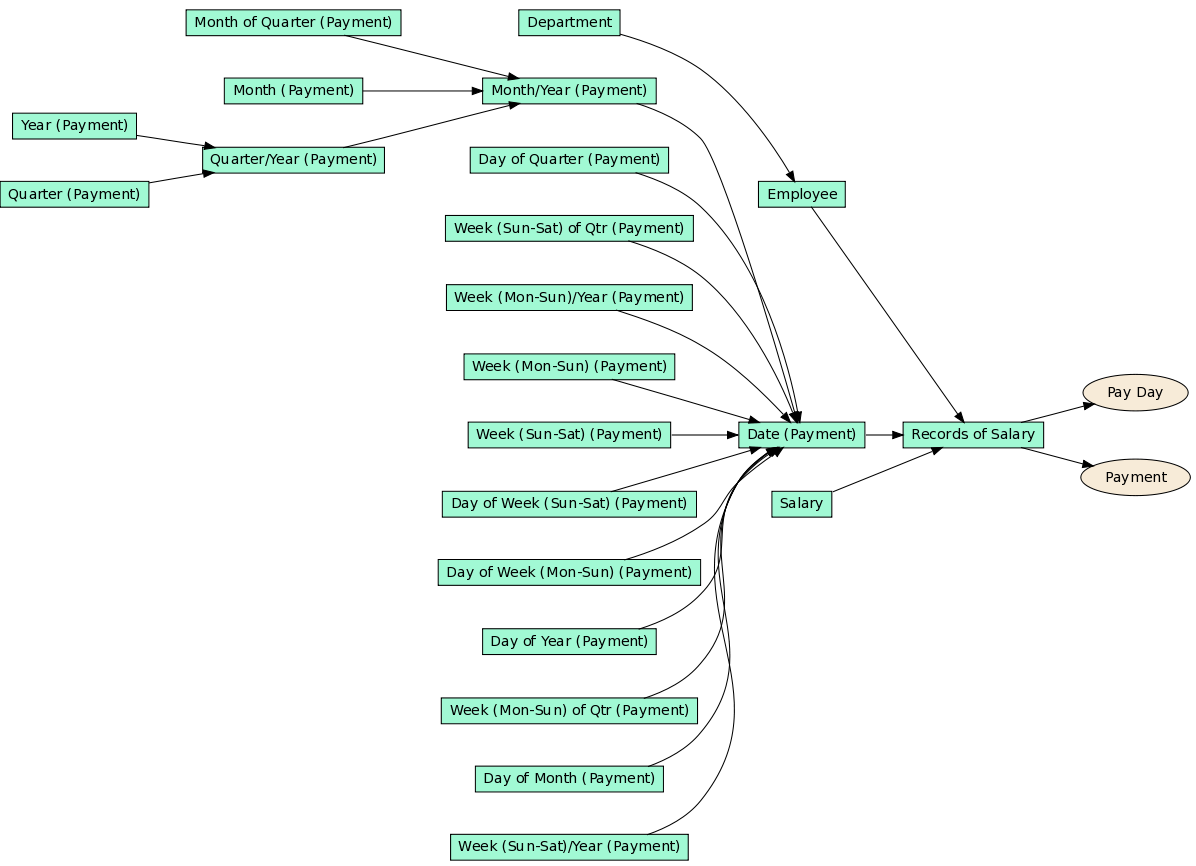 Month of Quarter (Payment)
Department
Month (Payment)
Month/Year (Payment)
Year (Payment)
Quarter/Year (Payment)
Day of Quarter (Payment)
Quarter (Payment)
Employee
Week (Sun-Sat) of Qtr (Payment)
Week (Mon-Sun)/Year (Payment)
Week (Mon-Sun) (Payment)
Pay Day
Week (Sun-Sat) (Payment)
Date (Payment)
Records of Salary
Payment
Day of Week (Sun-Sat) (Payment)
Salary
Day of Week (Mon-Sun) (Payment)
Day of Year (Payment)
Week (Mon-Sun) of Qtr (Payment)
Day of Month (Payment)
Week (Sun-Sat)/Year (Payment)